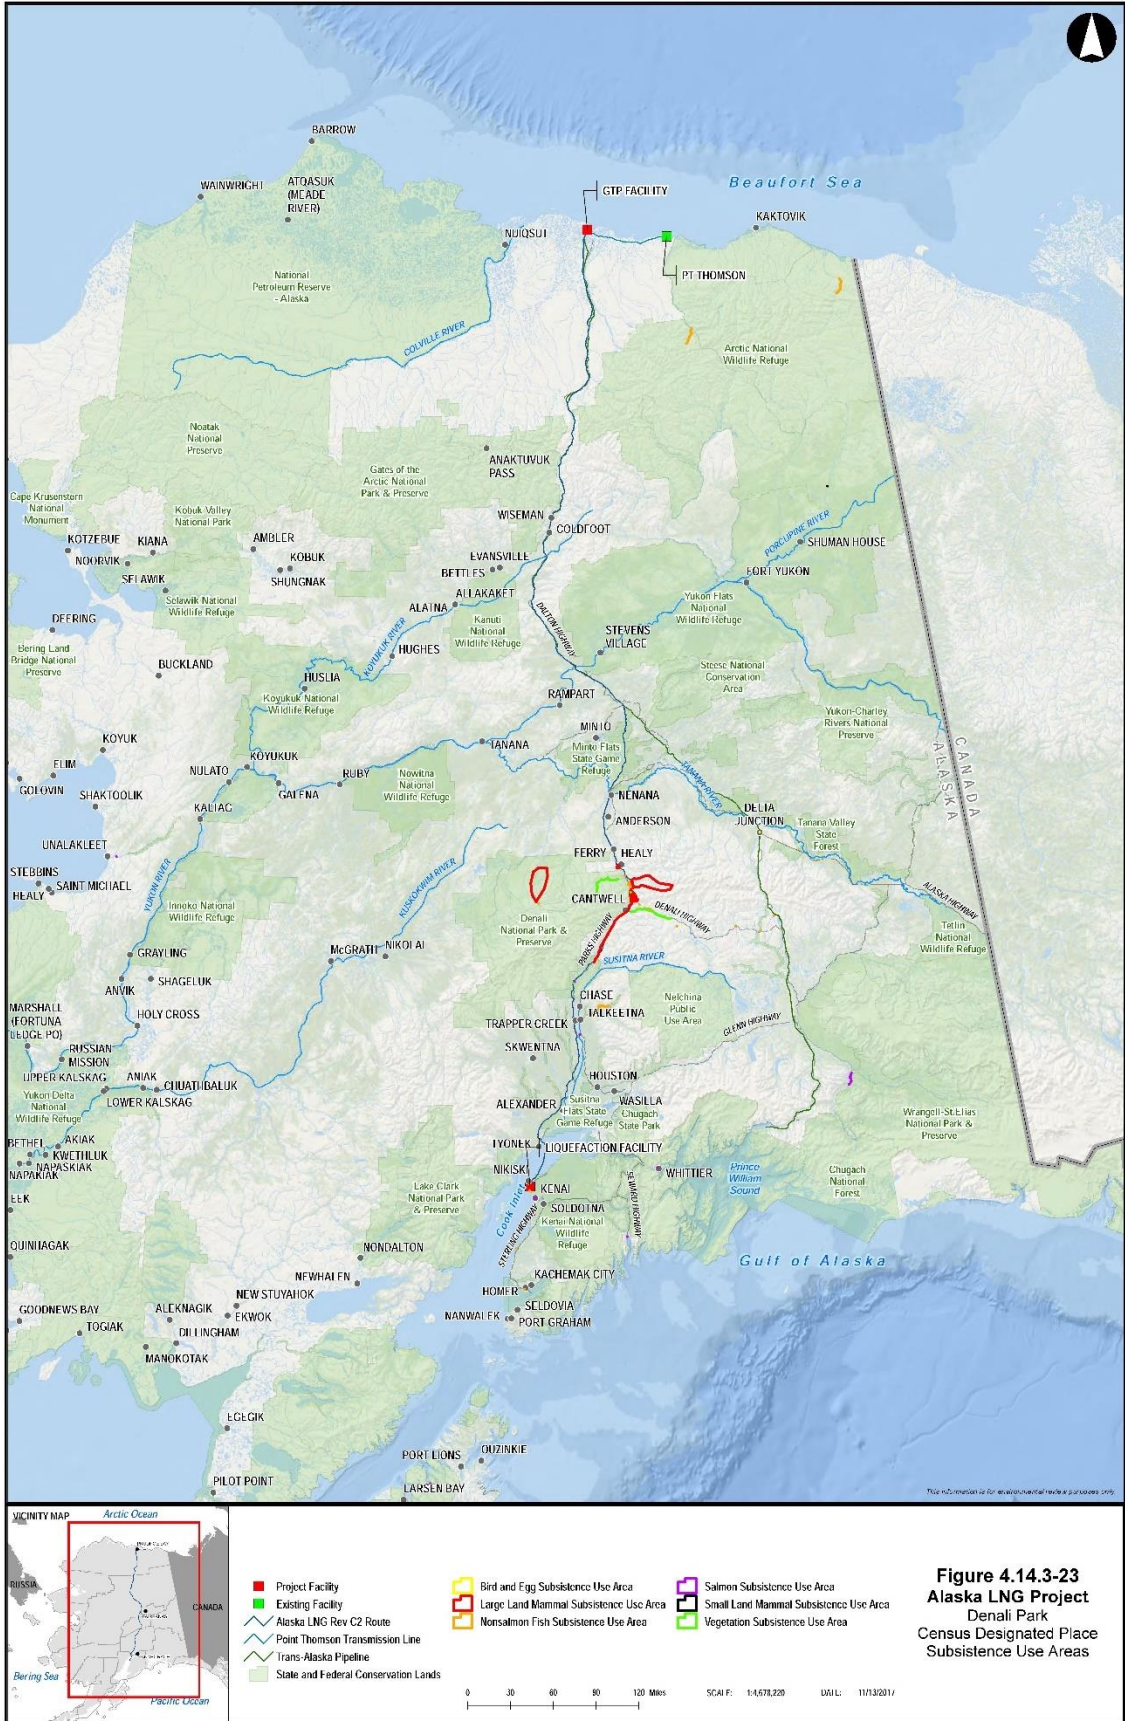 BARROW
WAINWRIGHT
ATQASUK
(MEADE
RIVER)
Beaufort Sea
GTP FACILITY
KAKTOVIK
NUIQSUT
PT THOMSON
National
Petroleum Reserve
- Alaska
COLVILLE RIVER
Arctic National
Wildlife Refuge
Noatak
National
Preserve
ANAKTUVUK
PASS
Gates of the
Arctic National
Park & Preserve
Cape Krusenstern
National
Monument
Kobuk Valley
National Park
WISEMAN
COLDFOOT
PORCUPINE RIVER
SHUMAN HOUSE
KOTZEBUE
KIANA
AMBLER
NOORVIK
KOBUK
SHUNGNAK
EVANSVILLE
BETTLES
FORT YUKON
SELAWIK
Selawik National
Wildlife Refuge
ALLAKAKET
ALATNA
Yukon Flats
National
Wildlife Refuge
DALTON HIGHWAY
Kanuti
National
Wildlife Refuge
DEERING
STEVENS
VILLAGE
Bering Land
Bridge National
Preserve
KOYUKUK RIVER
HUGHES
BUCKLAND
Steese National
Conservation
Area
HUSLIA
Koyukuk National
Wildlife Refuge
RAMPART
Yukon-Charley
Rivers National
Preserve
MINTO
KOYUK
TANANA
Minto Flats
State Game
Refuge
CANADA
ALASKA
KOYUKUK
ELIM
NULATO
RUBY
Nowitna
National
Wildlife Refuge
GOLOVIN
GALENA
TANANA RIVER
NENANA
SHAKTOOLIK
KALTAG
ANDERSON
DELTA
JUNCTION
Tanana Valley
State
Forest
UNALAKLEET
FERRY
HEALY
STEBBINS
SAINT MICHAEL
HEALY
YUKON RIVER
KUSKOKWIM RIVER
ALASKA HIGHWAY
CANTWELL
DENALI HIGHWAY
Innoko National
Wildlife Refuge
Denali
National Park &
Preserve
PARKS HIGHWAY
Tetlin
National
Wildlife Refuge
McGRATH
NIKOLAI
GRAYLING
SUSITNA RIVER
SHAGELUK
ANVIK
CHASE
TALKEETNA
Nelchina
Public
Use Area
MARSHALL
(FORTUNA
LEDGE PO)
HOLY CROSS
TRAPPER CREEK
GLENN HIGHWAY
RUSSIAN
MISSION
SKWENTNA
UPPER KALSKAG
ANIAK
CHUATHBALUK
LOWER KALSKAG
HOUSTON
WASILLA
Yukon Delta
National
Wildlife Refuge
ALEXANDER
Susitna
Flats State
Game Refuge
Chugach
State Park
Wrangell-St.Elias
National Park &
Preserve
BETHEL
AKIAK
KWETHLUK
NAPASKIAK
NAPAKIAK
TYONEK
LIQUEFACTION FACILITY
NIKISKI
WHITTIER
Prince
William
Sound
Chugach
National
Forest
EEK
KENAI
Lake Clark
National Park
& Preserve
SOLDOTNA
Kenai National
Wildlife
Refuge
SEWARD HIGHWAY
Cook Inlet
STERLING HIGHWAY
QUINHAGAK
NONDALTON
Gulf of Alaska
NEWHALEN
KACHEMAK CITY
HOMER
NEW STUYAHOK
GOODNEWS BAY
ALEKNAGIK
EKWOK
SELDOVIA
NANWALEK
PORT GRAHAM
TOGIAK
DILLINGHAM
MANOKOTAK
EGEGIK
PORT LIONS
OUZINKIE
PILOT POINT
LARSEN BAY
This information is for environmental review purposes only.
VICINITY MAP
Arctic Ocean
RUSSIA
CANADA
Bering Sea
Pacific Ocean
Project Facility
Existing Facility
Alaska LNG Rev C2 Route
Point Thomson Transmission Line
Trans-Alaska Pipeline
State and Federal Conservation Lands
Bird and Egg Subsistence Use Area
Large Land Mammal Subsistence Use Area
Nonsalmon Fish Subsistence Use Area
Salmon Subsistence Use Area
Small Land Mammal Subsistence Use Area
Vegetation Subsistence Use Area
0 30 60 90 120 Miles
SCALE: 1:4,678,220
DATE: 11/13/2017
Figure 4.14.3-23
Alaska LNG Project
Denali Park
Census Designated Place
Subsistence Use Areas